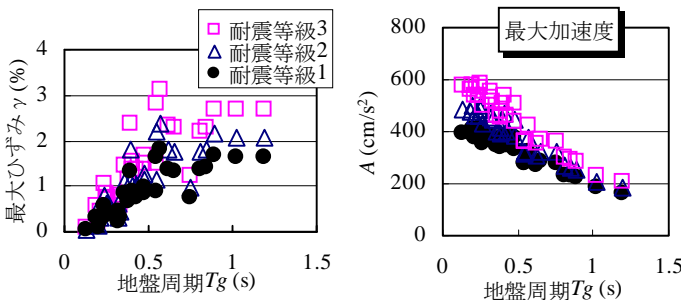 耐震等級3
耐震等級2
耐震等級1
最大ひずみ γ (%)
4
3
2
1
0
0
0.5
1
1.5
地盤周期Tg (s)
最大加速度
A (cm/s²)
800
600
400
200
0
0
0.5
1
1.5
地盤周期Tg (s)